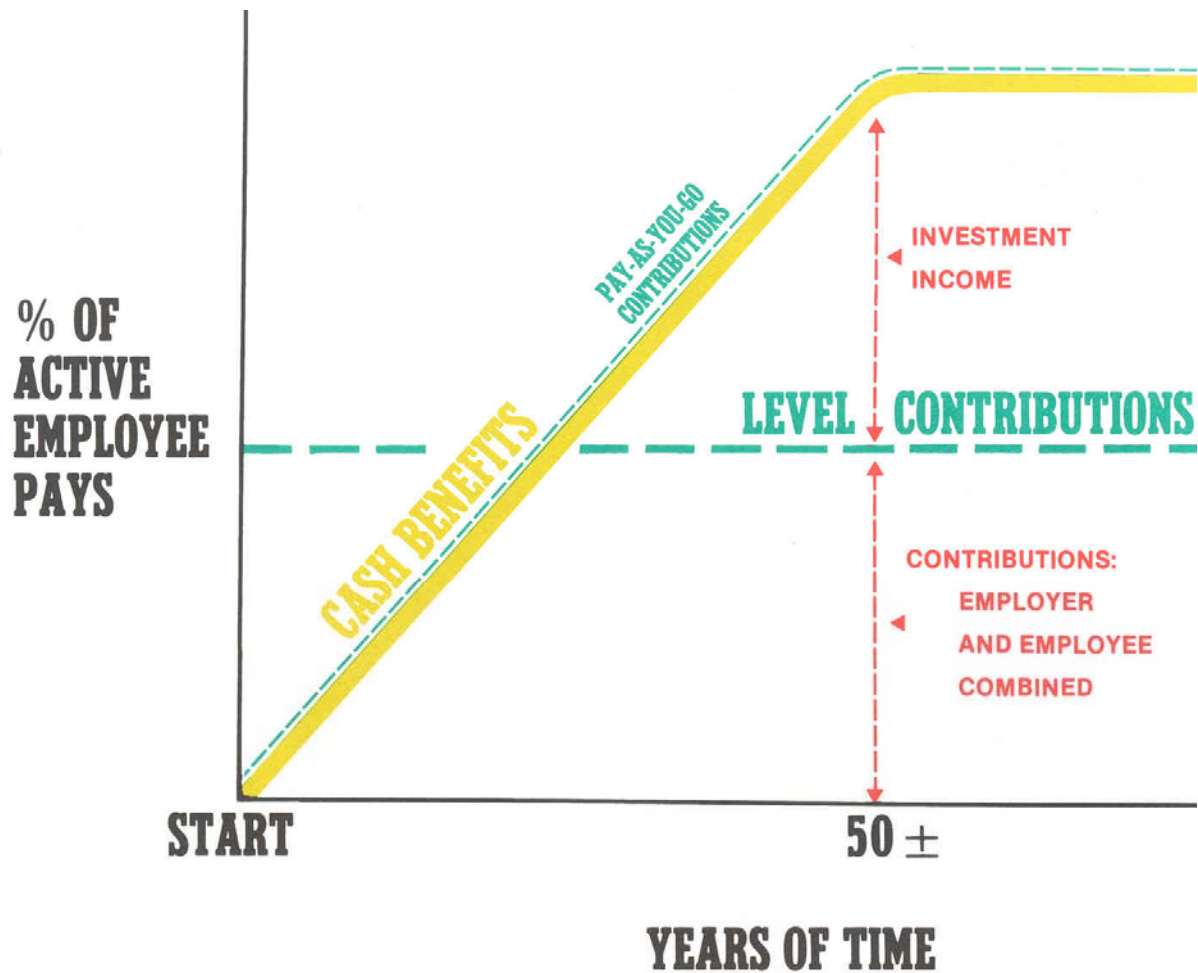 PAY-AS-YOU-GO
CONTRIBUTIONS
INVESTMENT
INCOME
% OF
ACTIVE
EMPLOYEE
PAYS
LEVEL CONTRIBUTIONS
CASH BENEFITS
CONTRIBUTIONS:
EMPLOYER
AND EMPLOYEE
COMBINED
START
50 ±
YEARS OF TIME